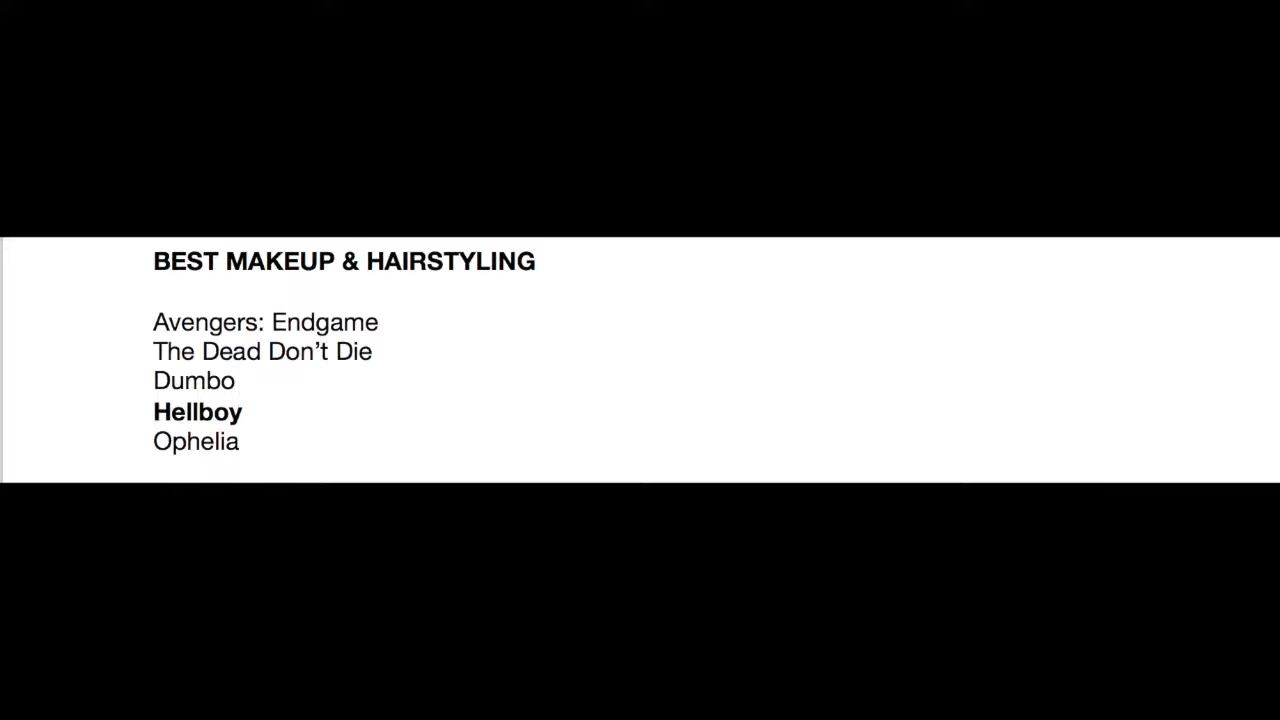 BEST MAKEUP & HAIRSTYLING
Avengers: Endgame
The Dead Don’t Die
Dumbo
Hellboy
Ophelia